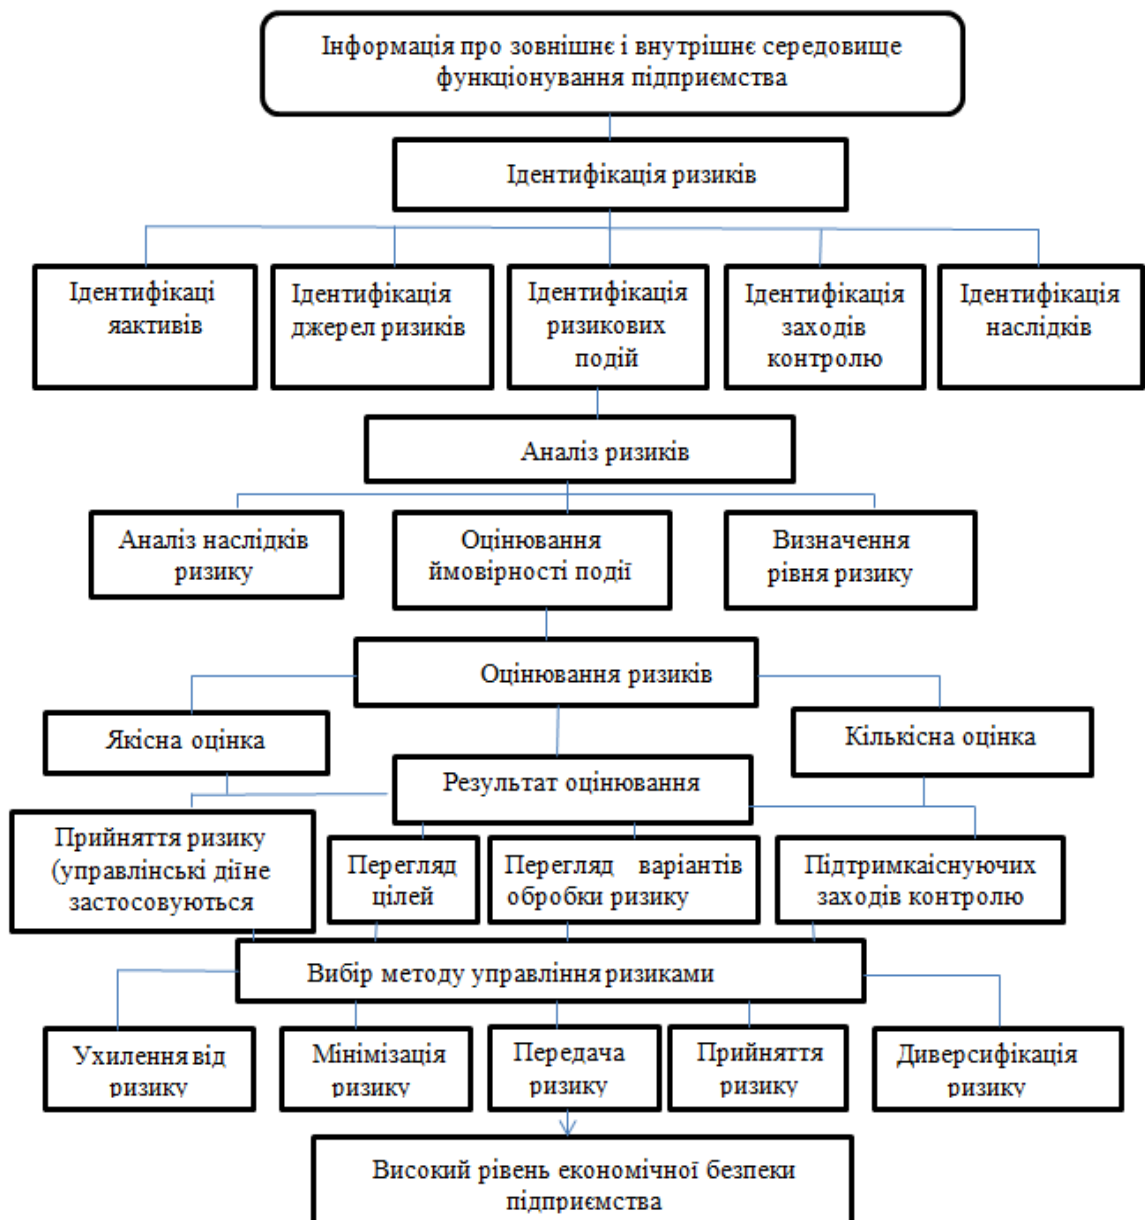 Інформація про зовнішнє і внутрішнє середовище
функціонування підприємства
Ідентифікація ризиків
Ідентифікаці
яактивів
Ідентифікація
джерел ризиків
Ідентифікація
ризикових
подій
Ідентифікація
заходів
контролю
Ідентифікація
наслідків
Аналіз ризиків
Аналіз наслідків
ризику
Оцінювання
ймовірності події
Визначення
рівня ризику
Оцінювання ризиків
Якісна оцінка
Кількісна оцінка
Результат оцінювання
Прийняття ризику
(управлінські діїне
застосовуються
Перегляд
цілей
Перегляд варіантів
обробки ризику
Підтримкаіснуючих
заходів контролю
Вибір методу управління ризиками
Ухилення від
ризику
Мінімізація
ризику
Передача
ризику
Прийняття
ризику
Диверсифікація
ризику
Високий рівень економічної безпеки
підприємства